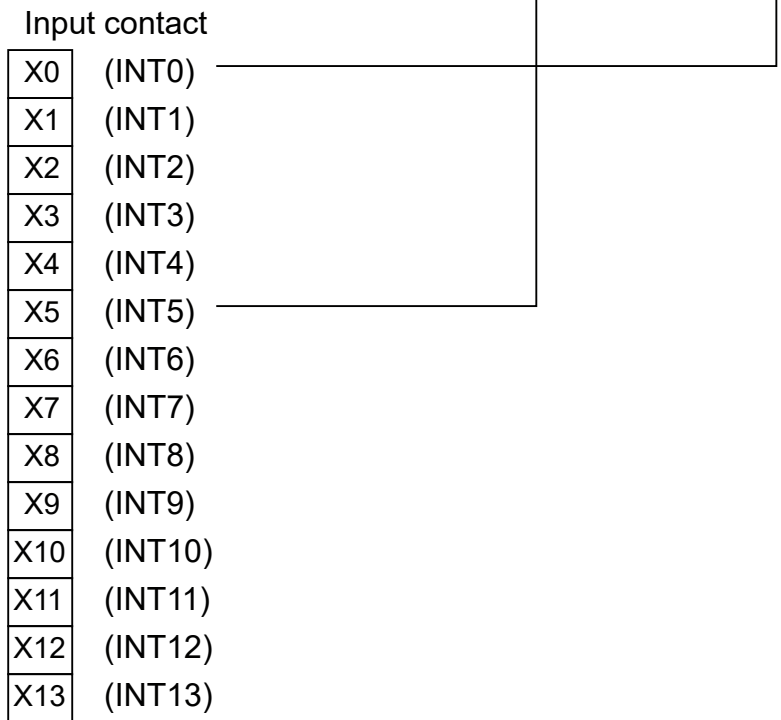 Input contact
X0 (INT0)
X1 (INT1)
X2 (INT2)
X3 (INT3)
X4 (INT4)
X5 (INT5)
X6 (INT6)
X7 (INT7)
X8 (INT8)
X9 (INT9)
X10 (INT10)
X11 (INT11)
X12 (INT12)
X13 (INT13)